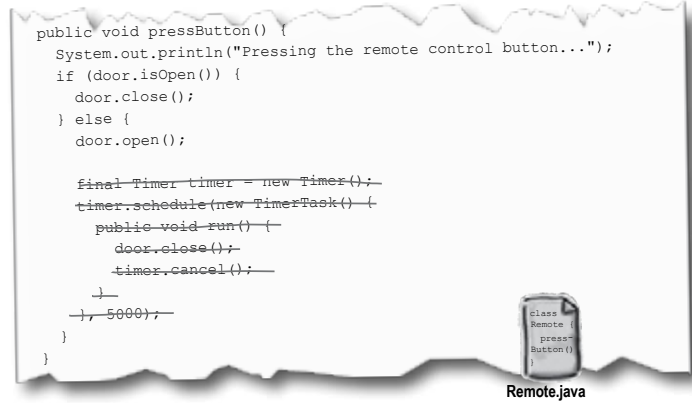 public void pressButton() {
  System.out.println("Pressing the remote control button...");
  if (door.isOpen()) {
    door.close();
  } else {
    door.open();

    final Timer timer = new Timer();
    timer.schedule(new TimerTask() {
      public void run() {
        door.close();
        timer.cancel();
      }
    }, 5000);
  }
}
class
Remote {
press-
Button()
}
Remote.java